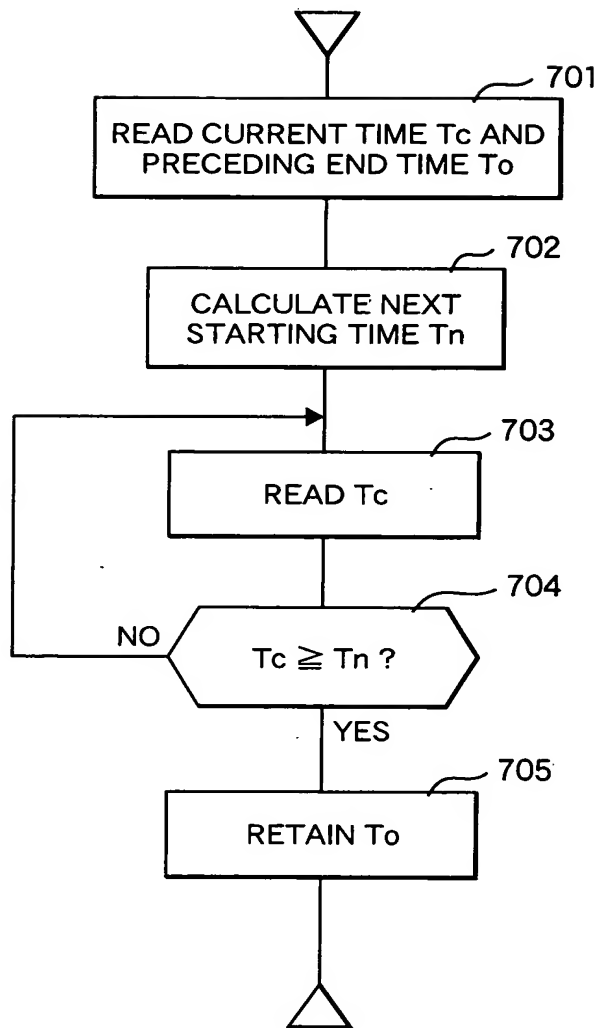 701
READ CURRENT TIME Tc AND
PRECEDING END TIME To
702
CALCULATE NEXT
STARTING TIME Tn
703
READ Tc
704
NO
Tc ≧ Tn ?
YES
705
RETAIN To